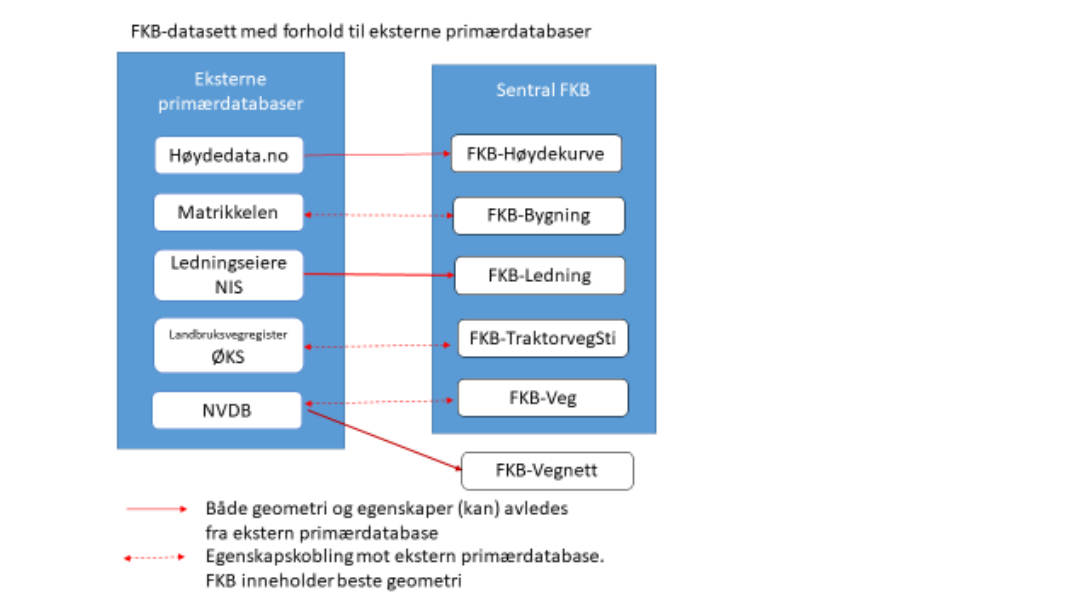 FKB-datasett med forhold til eksterne primærdatabaser
Eksterne
primærdatabaser
Høydedata.no
Matrikkelen
Ledningseiere
NIS
Landbruksvegregister
ØKS
NVDB
Sentral FKB
FKB-Høydekurve
FKB-Bygning
FKB-Ledning
FKB-TraktorvegSti
FKB-Veg
FKB-Vegnett
Både geometri og egenskaper (kan) avledes
fra ekstern primærdatabase
Egenskapskobling mot ekstern primærdatabase.
FKB inneholder beste geometri